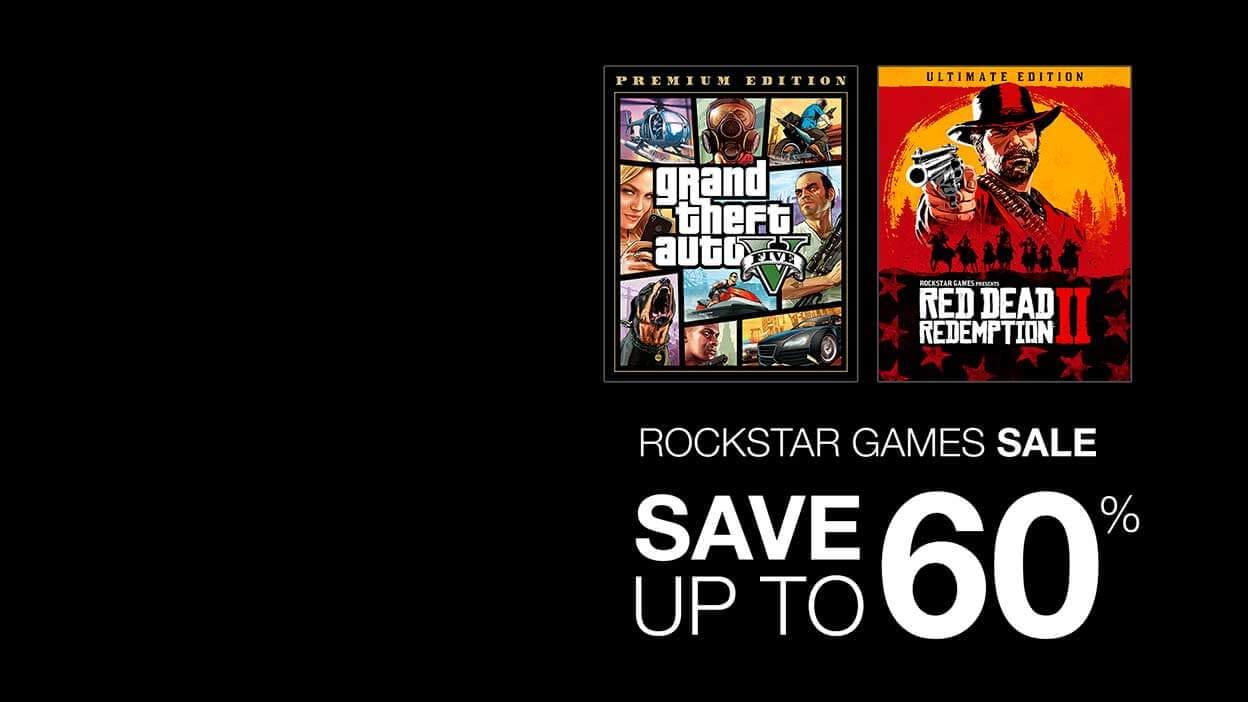 PREMIUM EDITION
grand
theft
auto V
FIVE
ULTIMATE EDITION
ROCKSTAR GAMES PRESENTS
RED DEAD
REDEMPTION II
ROCKSTAR GAMES SALE
SAVE
UP TO 60%